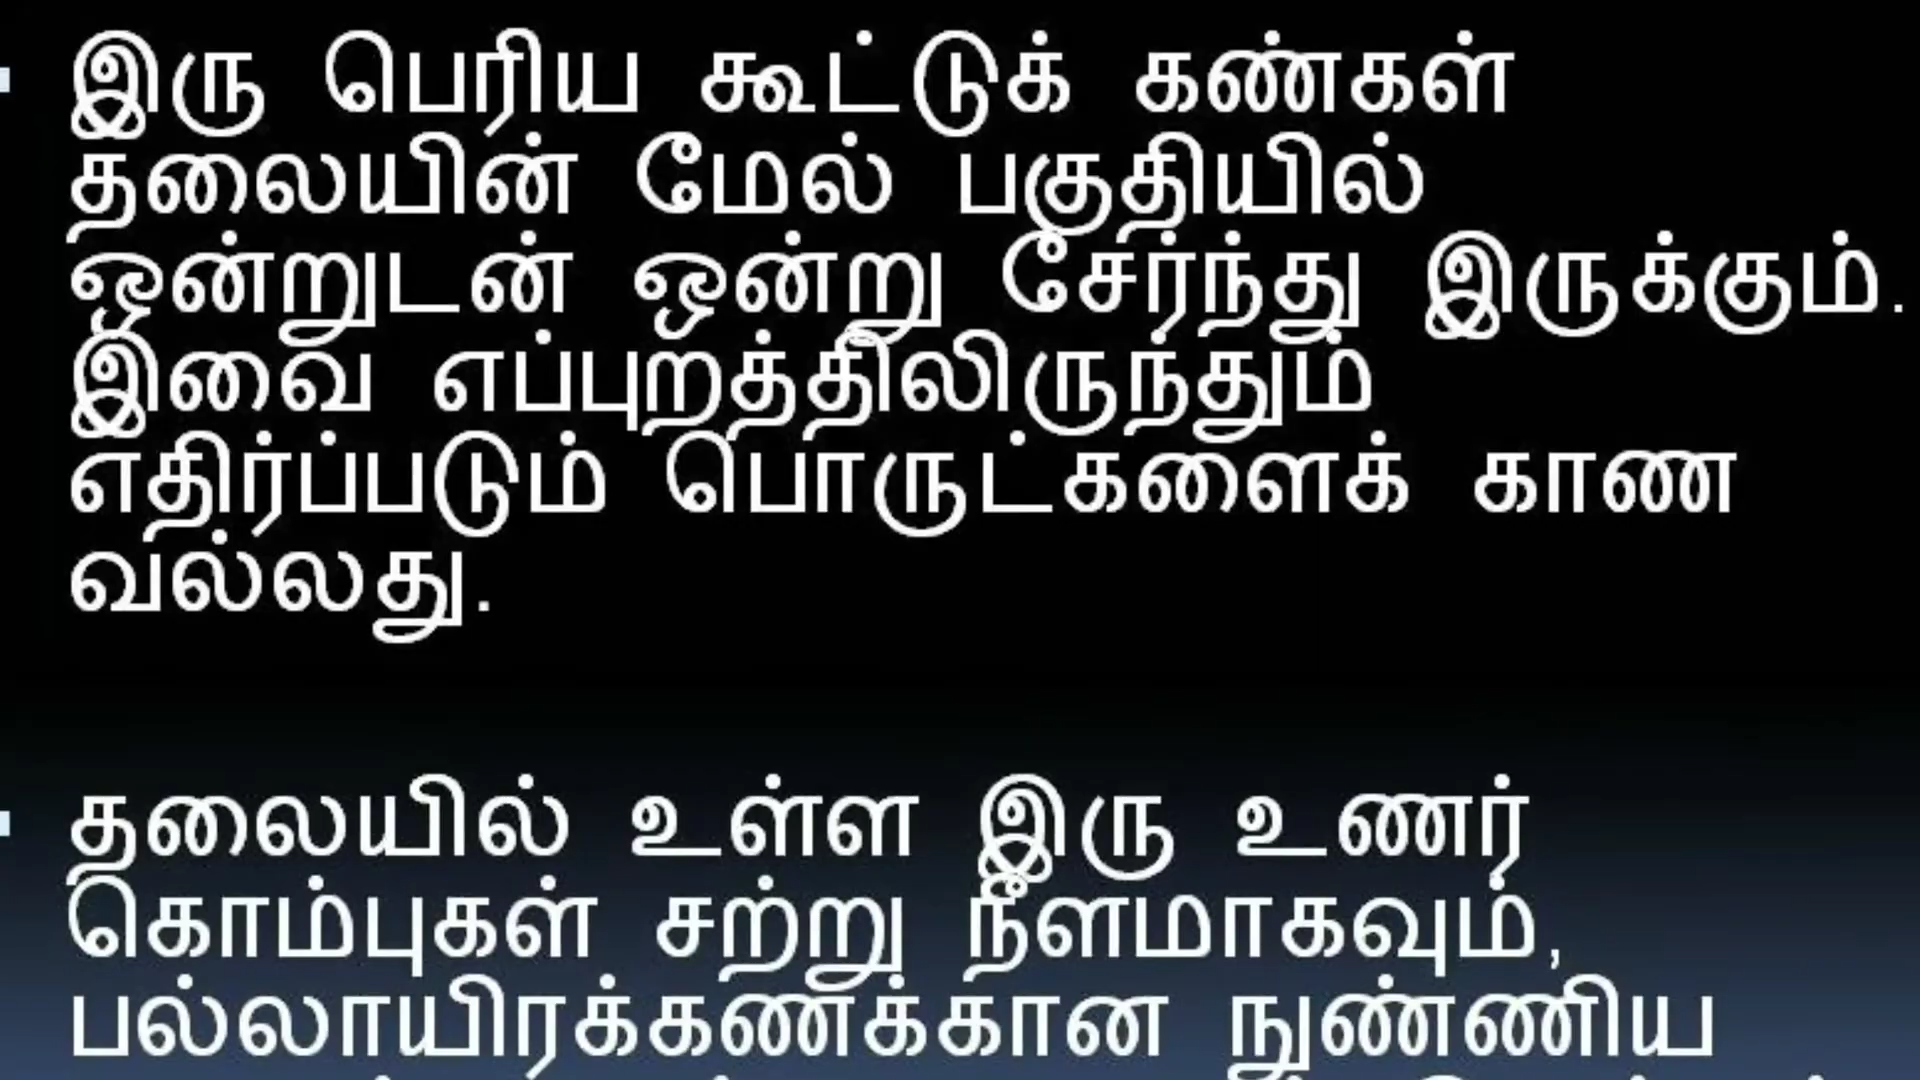 இரு பெரிய கூட்டுக் கண்கள்
தலையின் மேல் பகுதியில்
ஒன்றுடன் ஒன்று சேர்ந்து இருக்கும்.
இவை எப்புறத்திலிருந்தும்
எதிர்ப்படும் பொருட்களைக் காண
வல்லது.
தலையில் உள்ள இரு உணர்
கொம்புகள் சற்று நீளமாகவும்,
பல்லாயிரக்கணக்கான நுண்ணிய